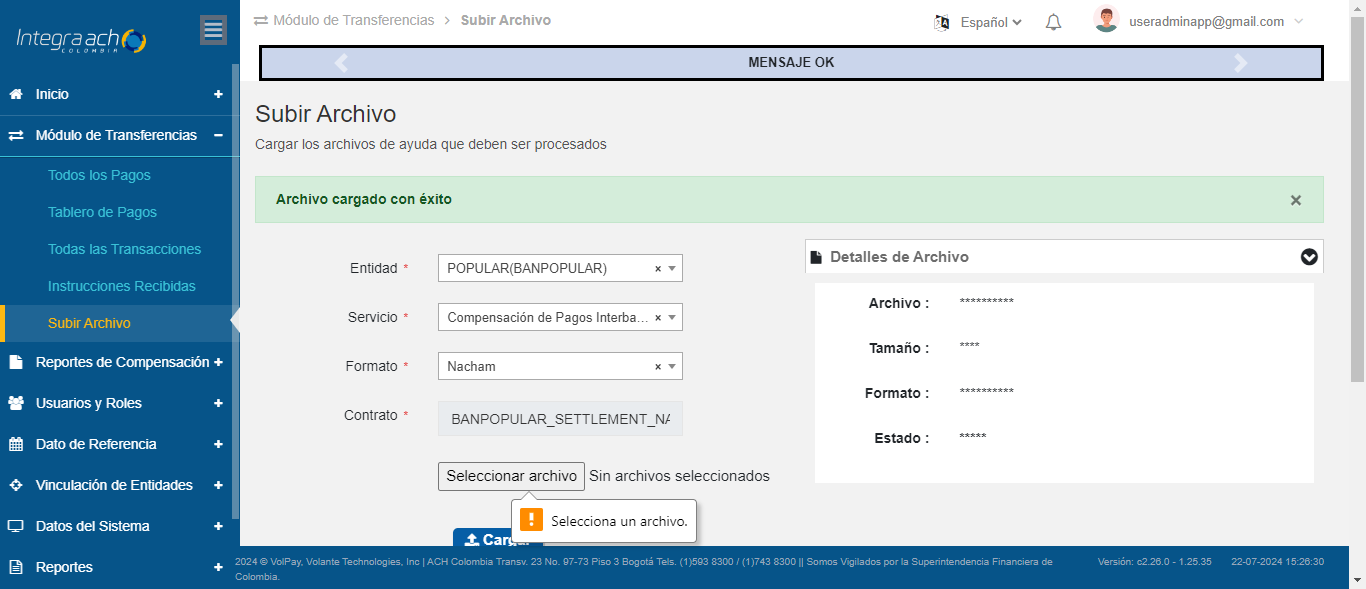 Integra ach
COLOMBIA
Inicio
Módulo de Transferencias
Todos los Pagos
Tablero de Pagos
Todas las Transacciones
Instrucciones Recibidas
Subir Archivo
Reportes de Compensación
Usuarios y Roles
Dato de Referencia
Vinculación de Entidades
Datos del Sistema
Reportes
Módulo de Transferencias > Subir Archivo
Español
useradminapp@gmail.com
MENSAJE OK
Subir Archivo
Cargar los archivos de ayuda que deben ser procesados
Archivo cargado con éxito ×
Entidad * POPULAR(BANPOPULAR) ×
Servicio * Compensación de Pagos Interba... ×
Formato * Nacham ×
Contrato * BANPOPULAR_SETTLEMENT_NA
Seleccionar archivo Sin archivos seleccionados
Selecciona un archivo.
Cargar
Detalles de Archivo
Archivo : **********
Tamaño : ****
Formato : **********
Estado : *****
2024 © VolPay, Volante Technologies, Inc | ACH Colombia Transv. 23 No. 97-73 Piso 3 Bogotá Tels. (1)593 8300 / (1)743 8300 || Somos Vigilados por la Superintendencia Financiera de
Colombia.
Versión: c2.26.0 - 1.25.35 22-07-2024 15:26:30